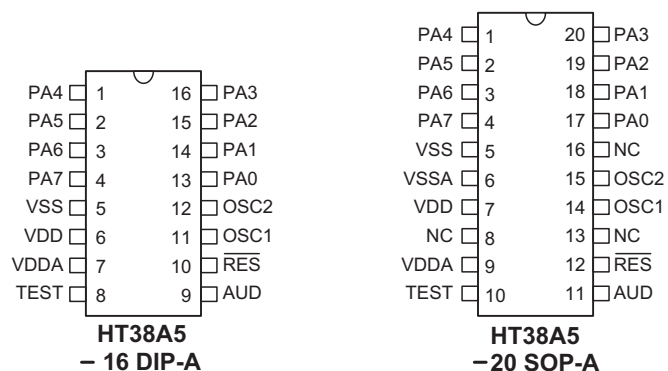 PA4 1 16 PA3
PA5 2 15 PA2
PA6 3 14 PA1
PA7 4 13 PA0
VSS 5 12 OSC2
VDD 6 11 OSC1
VDDA 7 10 RES
TEST 8 9 AUD
HT38A5
– 16 DIP-A
PA4 1 20 PA3
PA5 2 19 PA2
PA6 3 18 PA1
PA7 4 17 PA0
VSS 5 16 NC
VSSA 6 15 OSC2
VDD 7 14 OSC1
NC 8 13 NC
VDDA 9 12 RES
TEST 10 11 AUD
HT38A5
–20 SOP-A